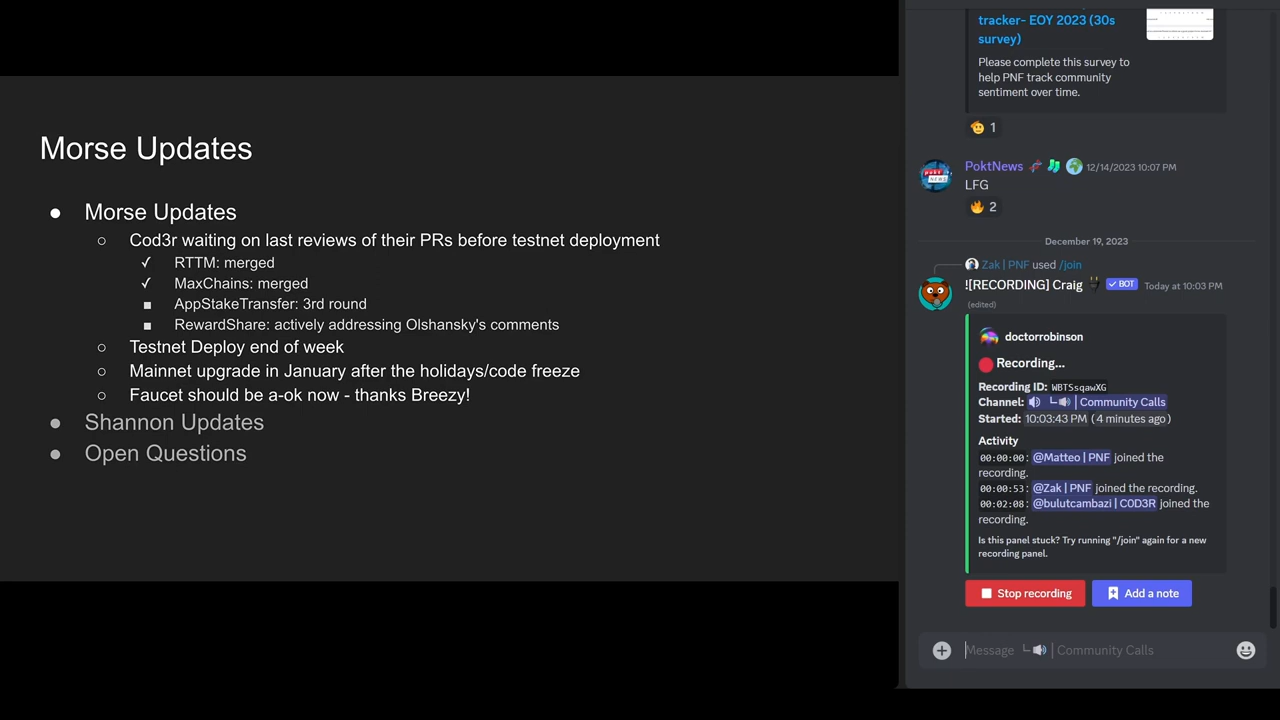 Morse Updates
● Morse Updates
○ Cod3r waiting on last reviews of their PRs before testnet deployment
✓ RTTM: merged
✓ MaxChains: merged
■ AppStakeTransfer: 3rd round
■ RewardShare: actively addressing Olshansky's comments
○ Testnet Deploy end of week
○ Mainnet upgrade in January after the holidays/code freeze
○ Faucet should be a-ok now - thanks Breezy!
● Shannon Updates
● Open Questions
tracker- EOY 2023 (30s
survey)
Please complete this survey to
help PNF track community
sentiment over time.
1
PoktNews 12/14/2023 10:07 PM
LFG
2
December 19, 2023
Zak | PNF used /join
![RECORDING] Craig ✓ BOT Today at 10:03 PM
(edited)
doctorrobinson
Recording...
Recording ID: WBTSsqawXG
Channel: | Community Calls
Started: 10:03:43 PM (4 minutes ago)
Activity
00:00:00: @Matteo | PNF joined the
recording.
00:00:53: @Zak | PNF joined the recording.
00:02:08: @bulutcambazi | C0D3R joined the
recording.
Is this panel stuck? Try running "/join" again for a new
recording panel.
Stop recording Add a note
Message | Community Calls